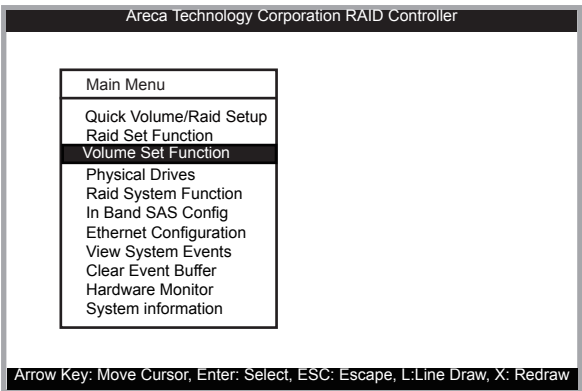 Areca Technology Corporation RAID Controller
Main Menu
Quick Volume/Raid Setup
Raid Set Function
Volume Set Function
Physical Drives
Raid System Function
In Band SAS Config
Ethernet Configuration
View System Events
Clear Event Buffer
Hardware Monitor
System information
Arrow Key: Move Cursor, Enter: Select, ESC: Escape, L:Line Draw, X: Redraw